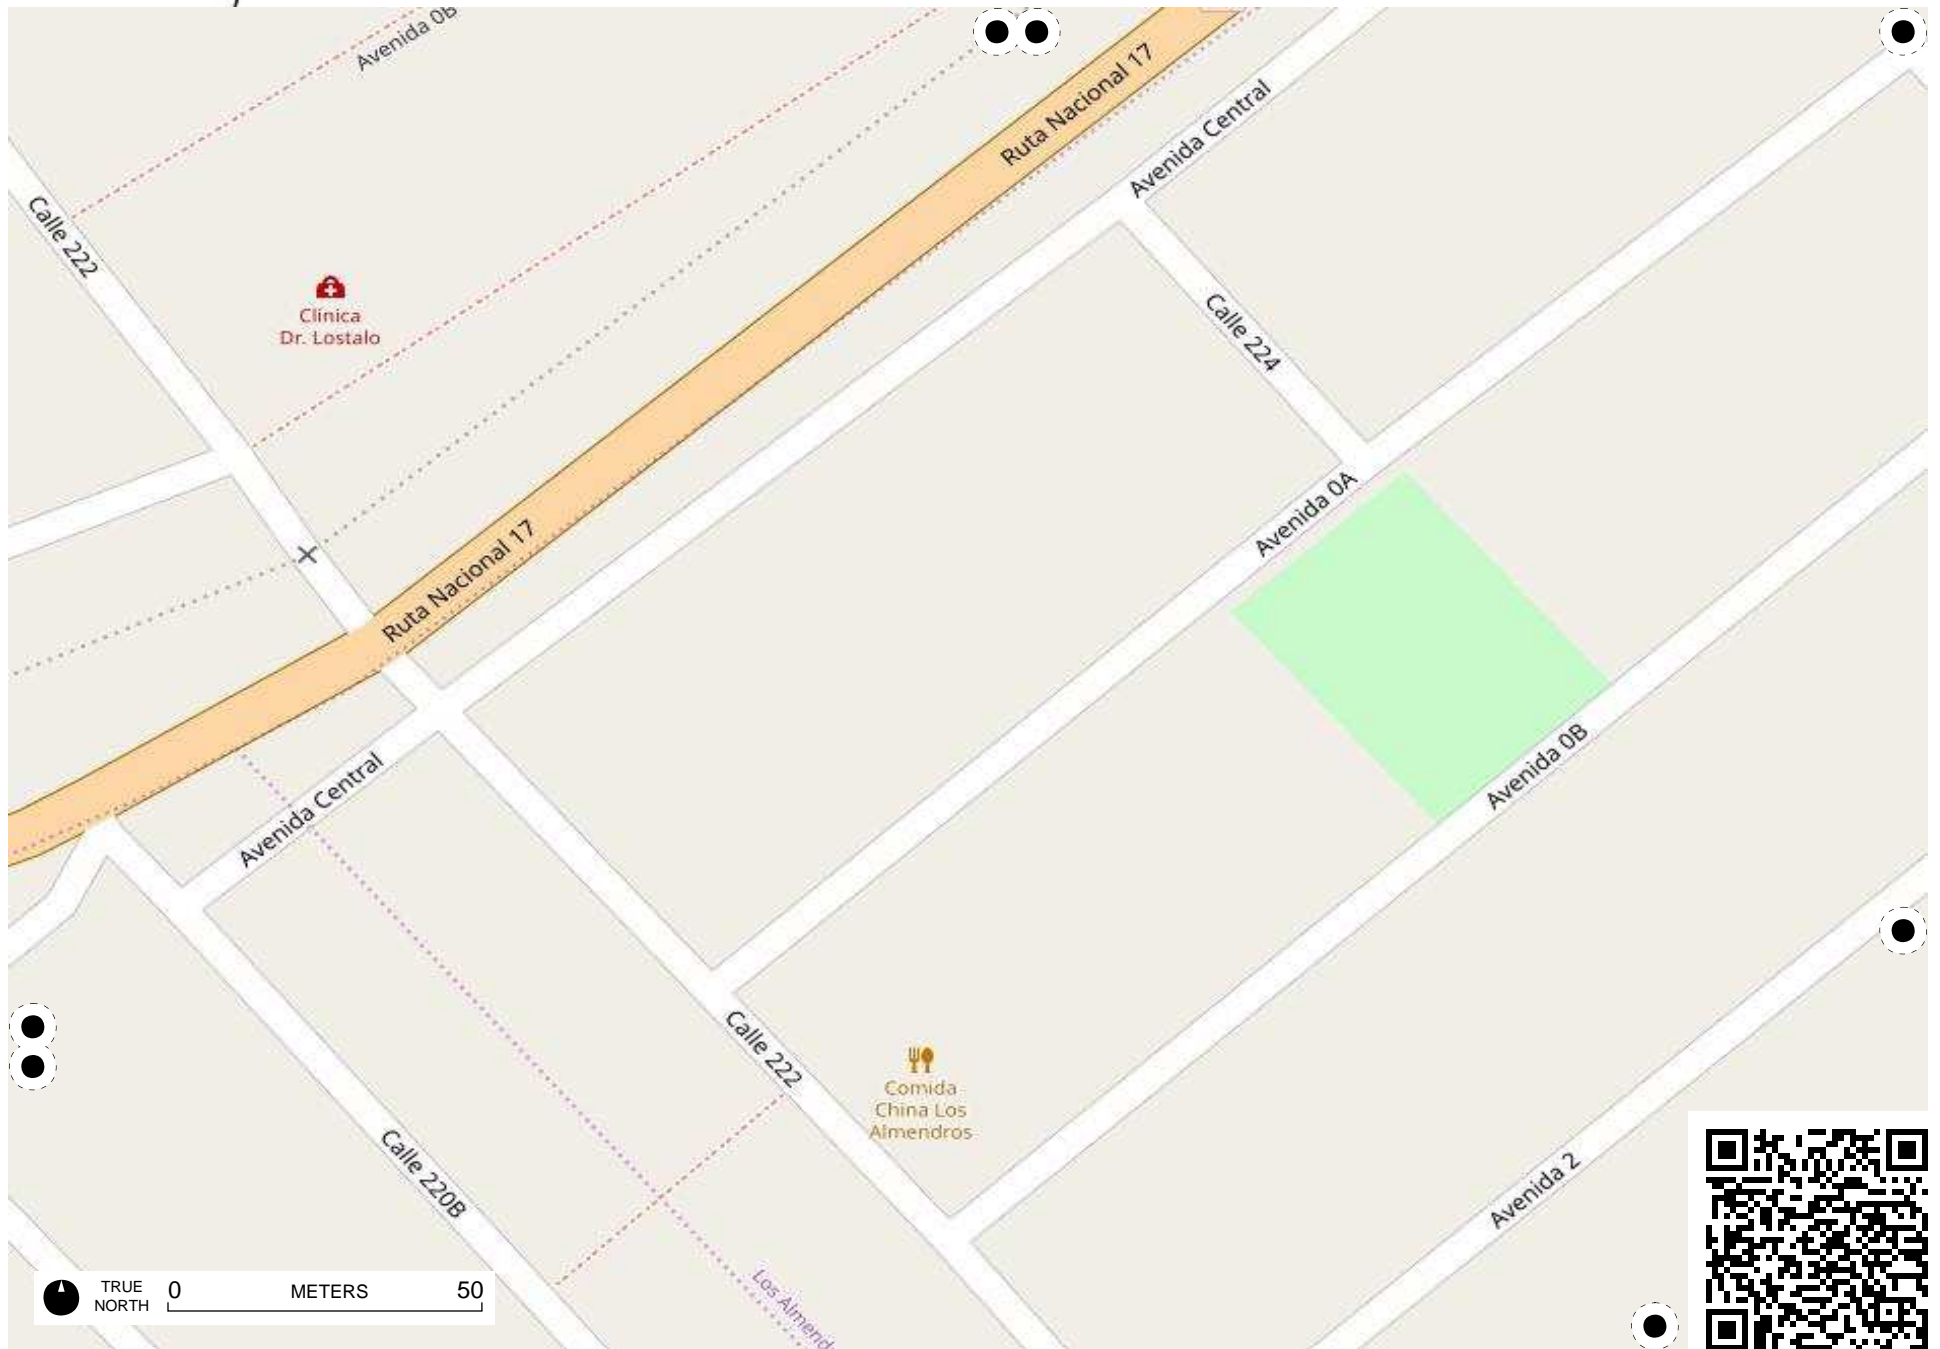 Avenida 0B
Ruta Nacional 17
Avenida Central
Calle 222
Clínica
Dr. Lostalo
Calle 224
Avenida 0A
Ruta Nacional 17
Avenida Central
Avenida 0B
Calle 222
Comida
China Los
Almendros
Calle 220B
Avenida 2
Los Almend
TRUE
NORTH
0 METERS 50